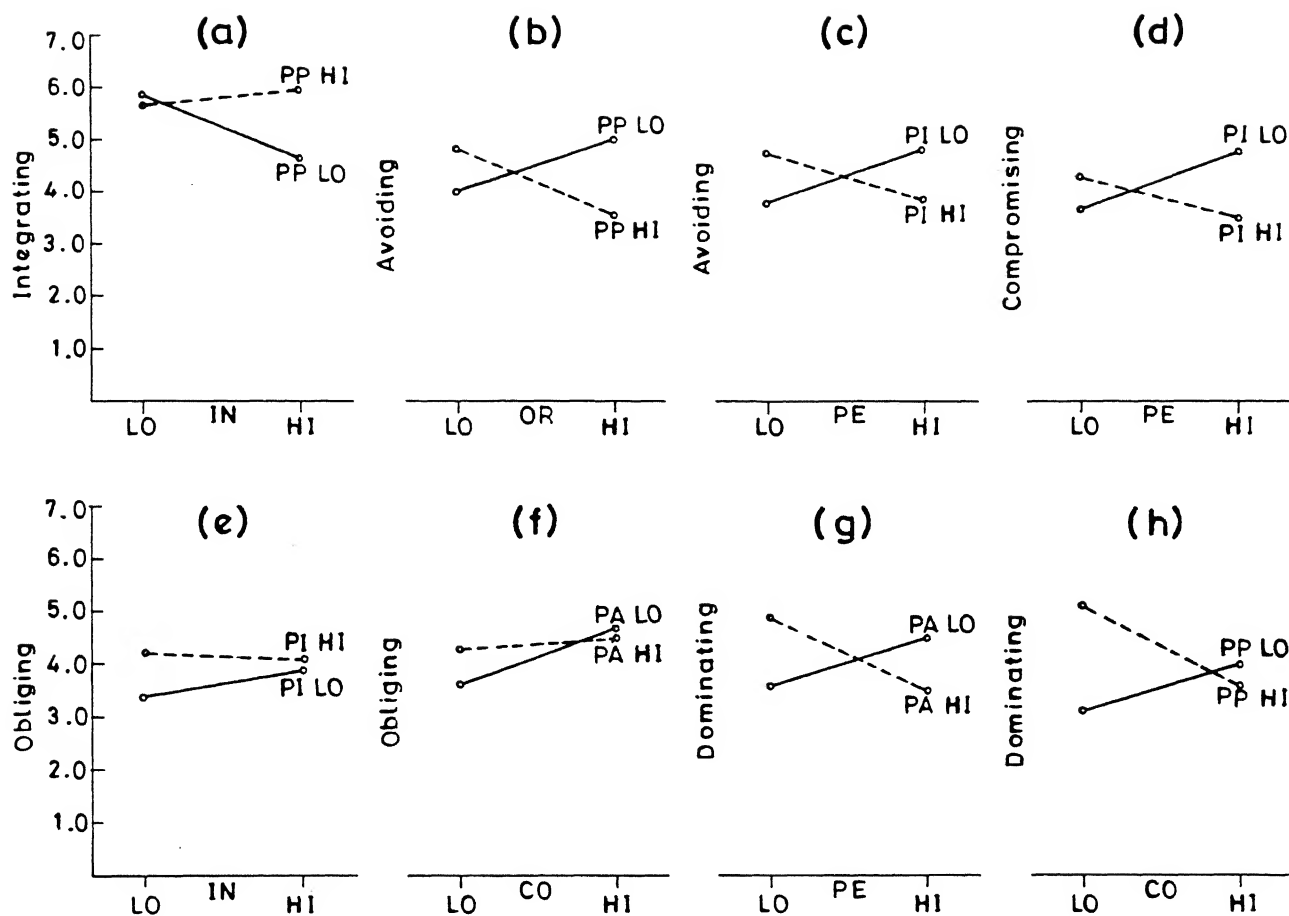 (a) (b) (c) (d)
7.0
6.0
5.0
4.0
3.0
2.0
1.0
Integrating
PP HI
PP LO
LO IN HI
Avoiding
PP LO
PP HI
LO OR HI
Avoiding
PI LO
PI HI
LO PE HI
Compromising
PI LO
PI HI
LO PE HI
(e) (f) (g) (h)
7.0
6.0
5.0
4.0
3.0
2.0
1.0
Obliging
PI HI
PI LO
LO IN HI
Obliging
PA LO
PA HI
LO CO HI
Dominating
PA LO
PA HI
LO PE HI
Dominating
PP LO
PP HI
LO CO HI